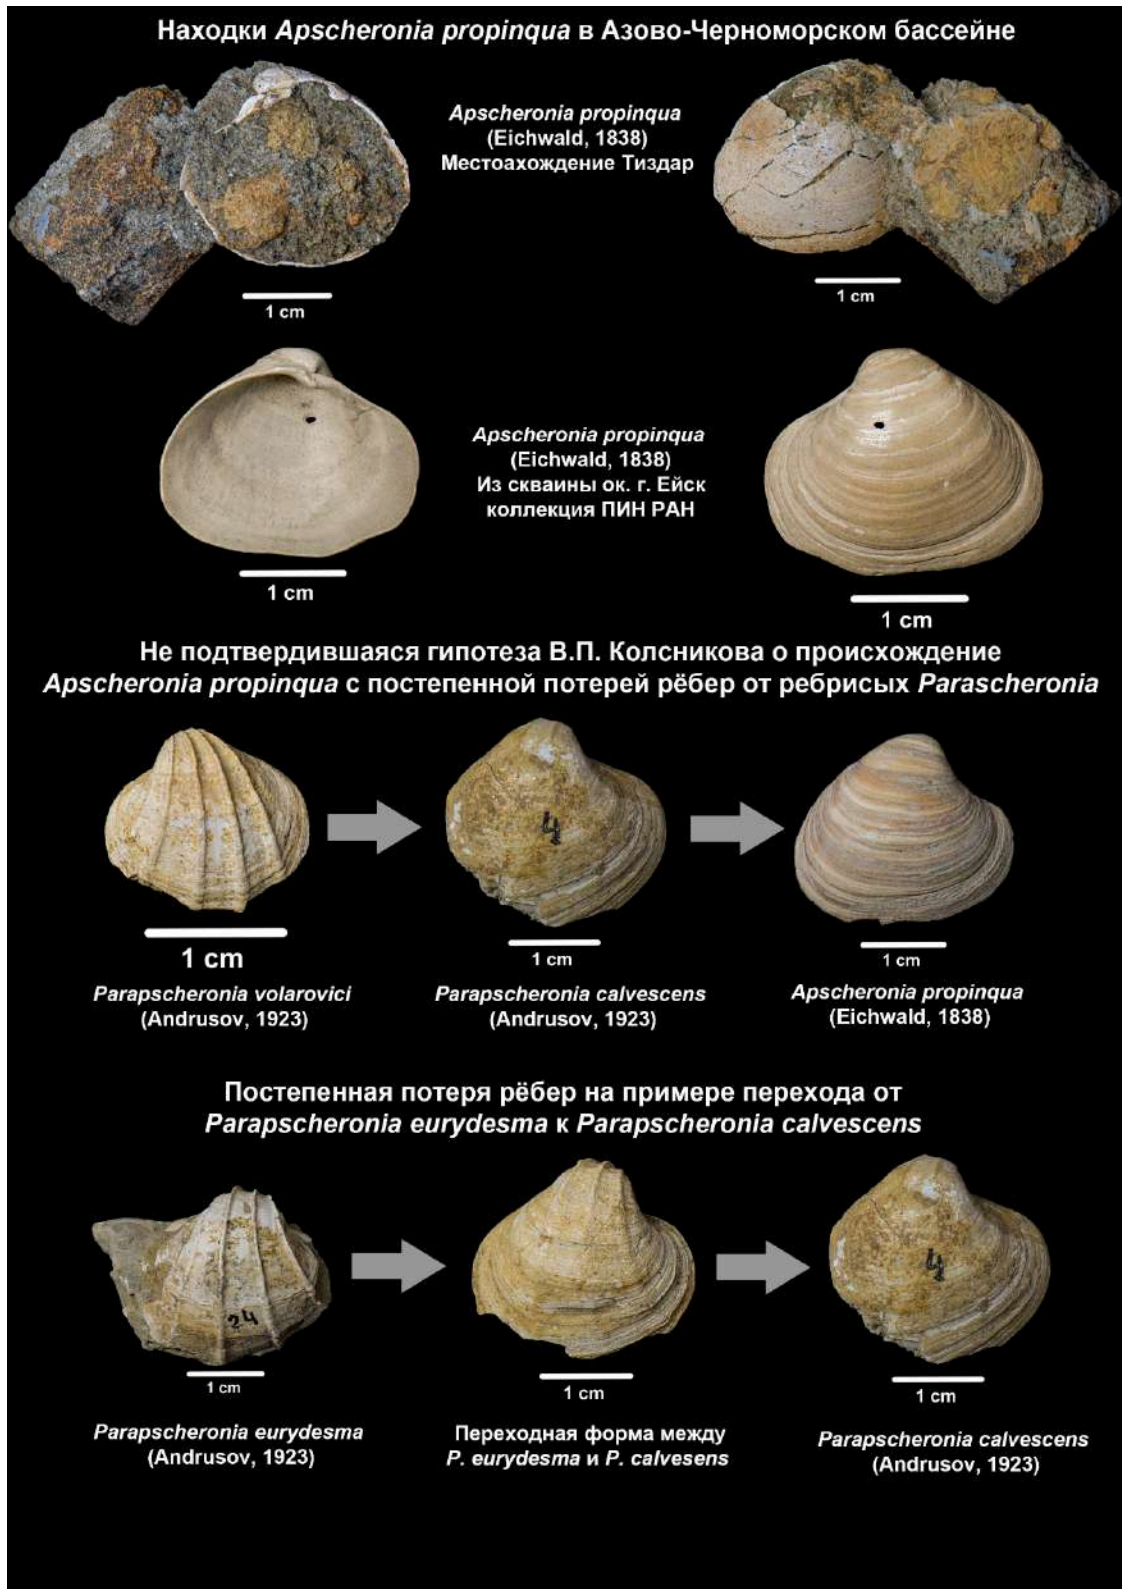 Находки Apscheronia propinqua в Азово-Черноморском бассейне
Apscheronia propinqua
(Eichwald, 1838)
Местоахождение Тиздар
1 cm
1 cm
Apscheronia propinqua
(Eichwald, 1838)
Из скваины ок. г. Ейск
коллекция ПИН РАН
1 cm
1 cm
Не подтвердившаяся гипотеза В.П. Колсникова о происхождение
Apscheronia propinqua с постепенной потерей рёбер от ребрисых Parascheronia
4
1 cm
1 cm
1 cm
Parapscheronia volarovici
(Andrusov, 1923)
Parapscheronia calvescens
(Andrusov, 1923)
Apscheronia propinqua
(Eichwald, 1838)
Постепенная потеря рёбер на примере перехода от
Parapscheronia eurydesma к Parapscheronia calvescens
24
4
1 cm
1 cm
1 cm
Parapscheronia eurydesma
(Andrusov, 1923)
Переходная форма между
P. eurydesma и P. calvesens
Parapscheronia calvescens
(Andrusov, 1923)